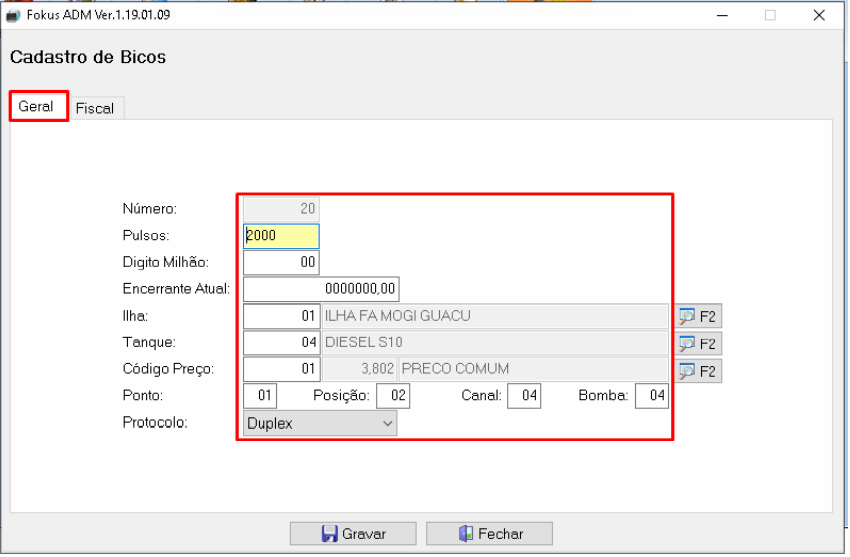 Fokus ADM Ver.1.19.01.09
Cadastro de Bicos
Geral Fiscal
Número: 20
Pulsos: 2000
Digito Milhão: 00
Encerrante Atual: 0000000,00
Ilha: 01 ILHA FA MOGI GUACU F2
Tanque: 04 DIESEL S10 F2
Código Preço: 01 3,802 PRECO COMUM F2
Ponto: 01 Posição: 02 Canal: 04 Bomba: 04
Protocolo: Duplex
Gravar Fechar